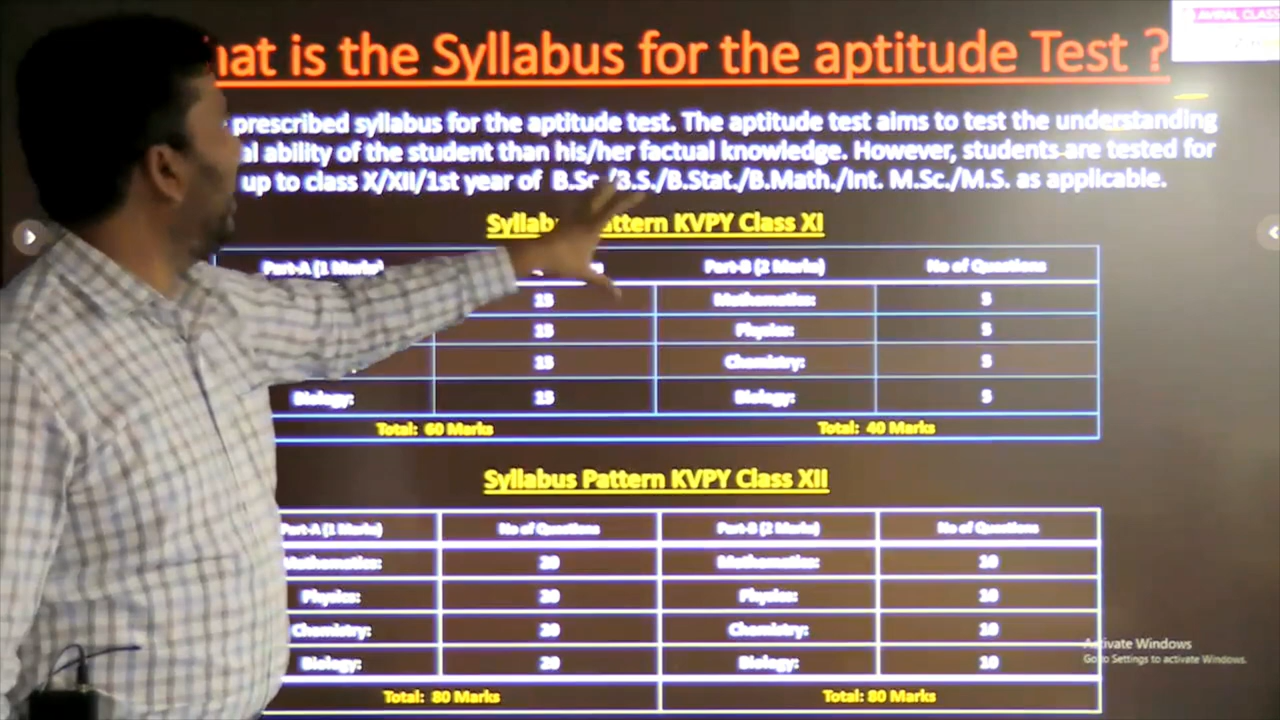 hat is the Syllabus for the aptitude Test ?
AVIRAL CLASS
prescribed syllabus for the aptitude test. The aptitude test aims to test the understanding
al ability of the student than his/her factual knowledge. However, students are tested for
up to class X/XII/1st year of B.Sc./B.S./B.Stat./B.Math./Int. M.Sc./M.S. as applicable.
Syllabus Pattern KVPY Class XI
Part-A (1 Marks) Part-B (2 Marks) No of Questions
15 Mathematics: 5
15 Physics: 5
15 Chemistry: 5
Biology: 15 Biology: 5
Total: 60 Marks Total: 40 Marks
Syllabus Pattern KVPY Class XII
Part-A (1 Marks) No of Questions Part-B (2 Marks) No of Questions
Mathematics: 20 Mathematics: 10
Physics: 20 Physics: 10
Chemistry: 20 Chemistry: 10
Biology: 20 Biology: 10
Total: 80 Marks Total: 80 Marks
Activate Windows
Go to Settings to activate Windows.